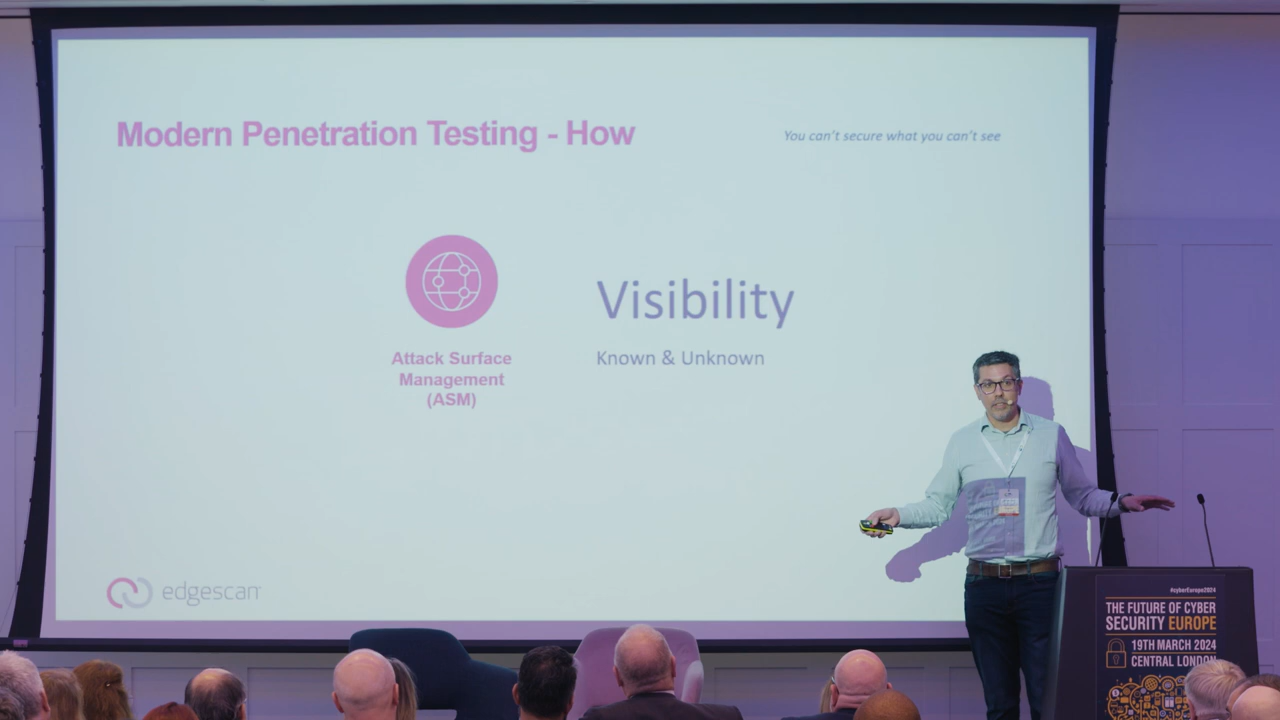 Modern Penetration Testing - How
You can't secure what you can't see
Visibility
Known & Unknown
Attack Surface
Management
(ASM)
edgescan
#cyberEurope2024
THE FUTURE OF CYBER
SECURITY EUROPE
19TH MARCH 2024
CENTRAL LONDON